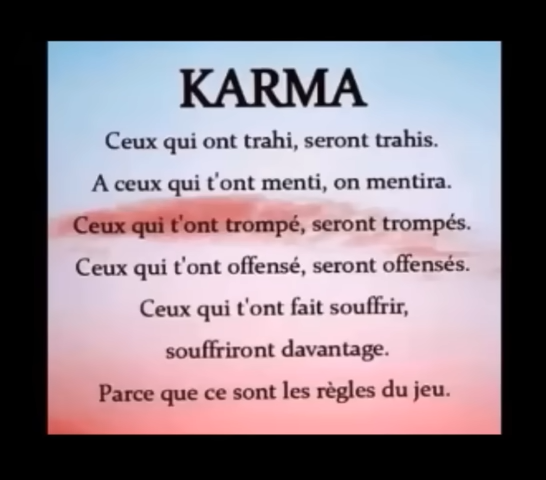 KARMA
Ceux qui ont trahi, seront trahis.
A ceux qui t'ont menti, on mentira.
Ceux qui t'ont trompé, seront trompés.
Ceux qui t'ont offensé, seront offensés.
Ceux qui t'ont fait souffrir,
souffriront davantage.
Parce que ce sont les règles du jeu.